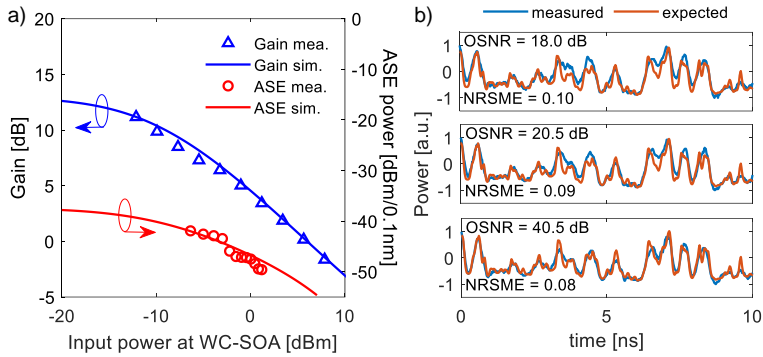 a)
20
15
10
5
0
-5
Gain [dB]
-20
-10
0
10
Input power at WC-SOA [dBm]
0
-10
-20
-30
-40
-50
ASE power [dBm/0.1nm]
Gain mea.
Gain sim.
ASE mea.
ASE sim.
b)
measured
expected
Power [a.u.]
1
0
-1
OSNR = 18.0 dB
NRSME = 0.10
1
0
-1
OSNR = 20.5 dB
NRSME = 0.09
1
0
-1
OSNR = 40.5 dB
NRSME = 0.08
0
5
10
time [ns]